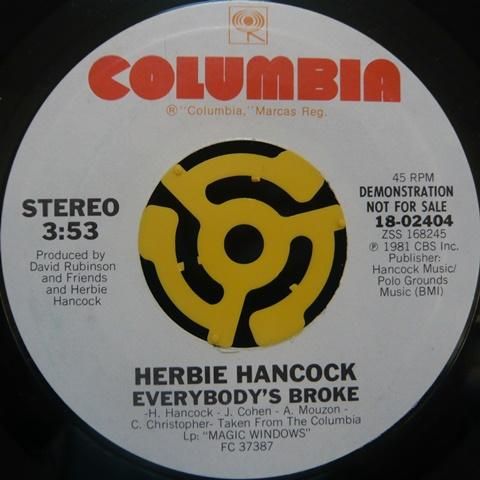 COLUMBIA
® "Columbia," Marcas Reg.
STEREO
3:53
Produced by
David Rubinson
and Friends
and Herbie
Hancock
45 RPM
DEMONSTRATION
NOT FOR SALE
18-02404
ZSS 168245
℗ 1981 CBS Inc.
Publisher:
Hancock Music/
Polo Grounds
Music (BMI)
HERBIE HANCOCK
EVERYBODY'S BROKE
-H. Hancock - J. Cohen - A. Mouzon -
C. Christopher- Taken From The Columbia
Lp: "MAGIC WINDOWS"
FC 37387